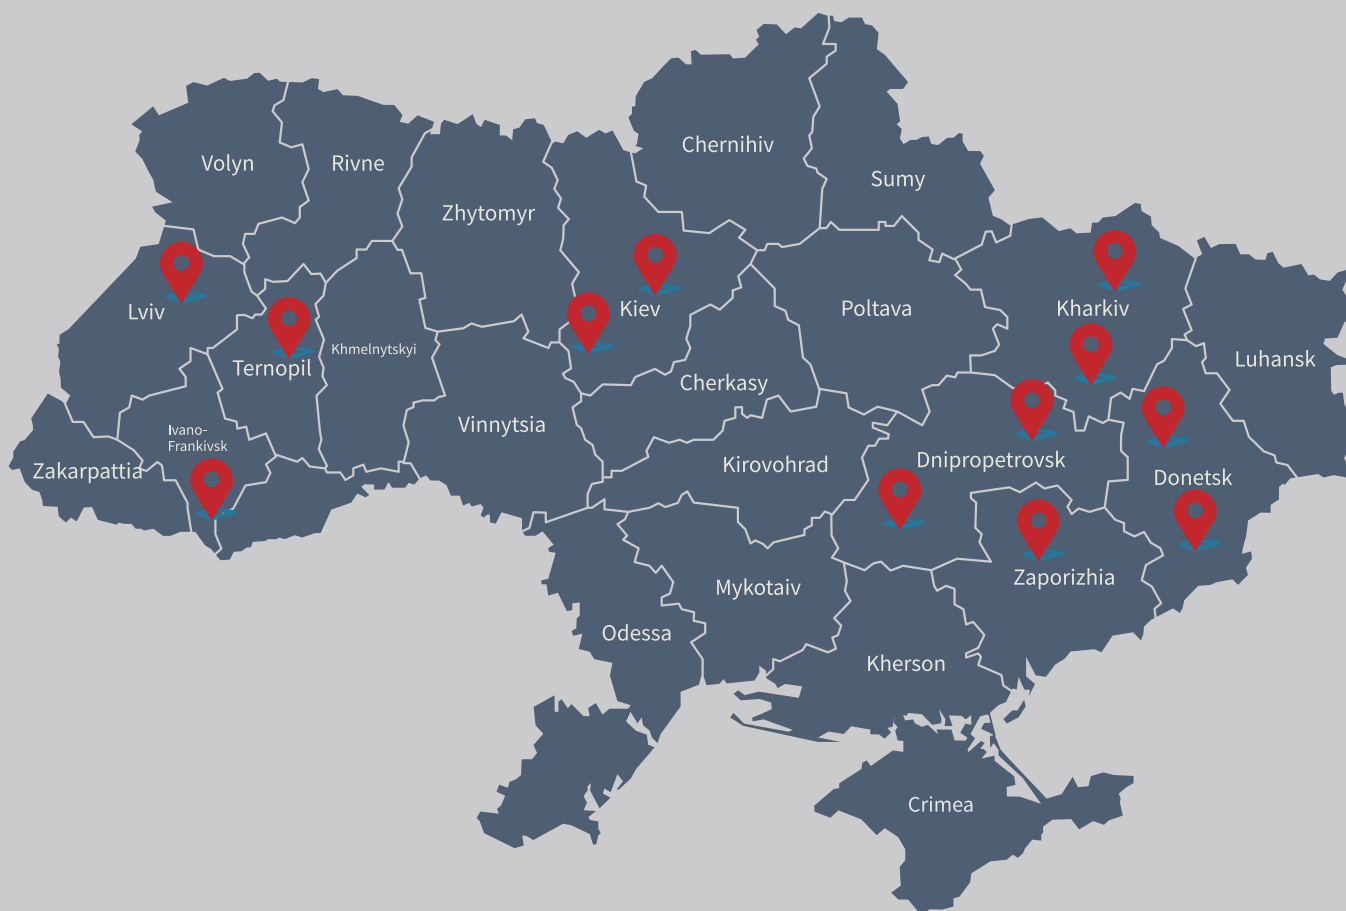 Chernihiv
Volyn
Rivne
Sumy
Zhytomyr
Lviv
Kiev
Poltava
Kharkiv
Khmelnytskyi
Ternopil
Luhansk
Cherkasy
Vinnytsia
Ivano-
Frankivsk
Zakarpattia
Kirovohrad
Dnipropetrovsk
Donetsk
Zaporizhia
Mykotaiv
Odessa
Kherson
Crimea